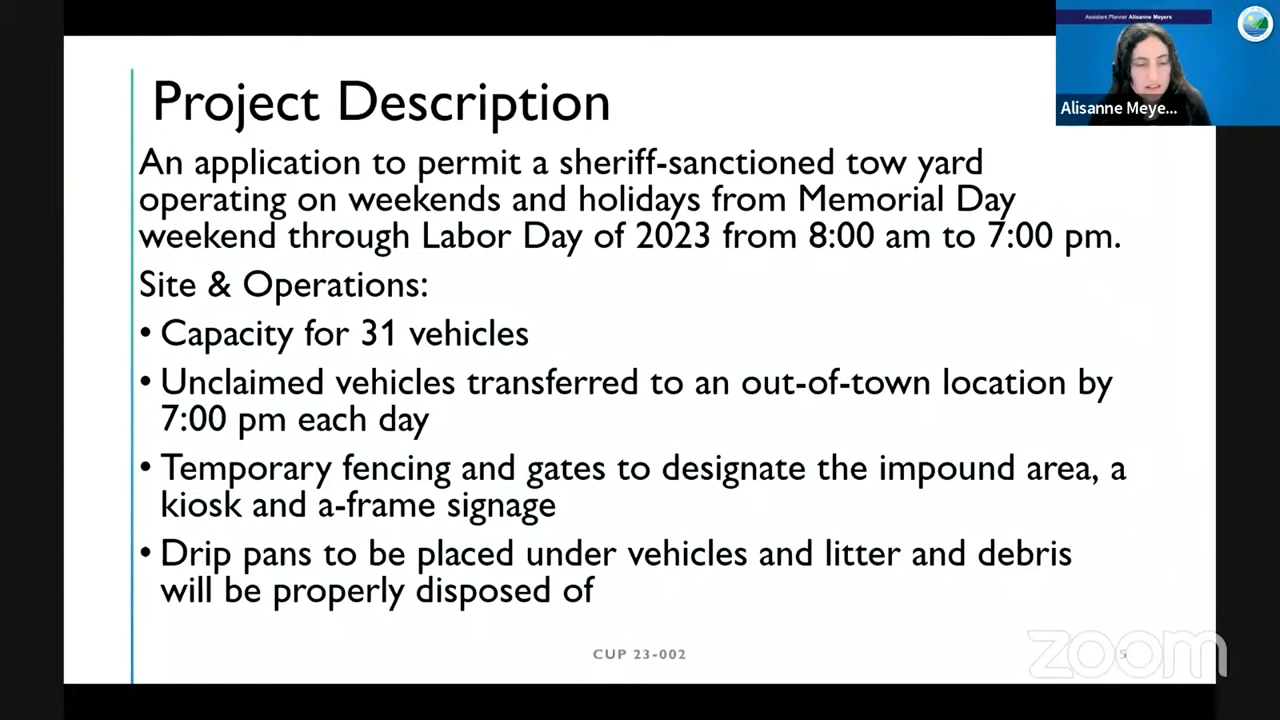 Assistant Planner Alisanne Meyers
Alisanne Meye...
Project Description
An application to permit a sheriff-sanctioned tow yard
operating on weekends and holidays from Memorial Day
weekend through Labor Day of 2023 from 8:00 am to 7:00 pm.
Site & Operations:
• Capacity for 31 vehicles
• Unclaimed vehicles transferred to an out-of-town location by
7:00 pm each day
• Temporary fencing and gates to designate the impound area, a
kiosk and a-frame signage
• Drip pans to be placed under vehicles and litter and debris
will be properly disposed of
CUP 23-002
5
zoom